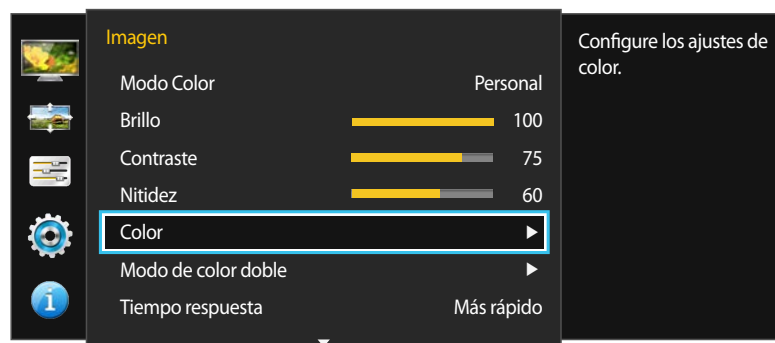 Imagen
Modo Color Personal
Brillo 100
Contraste 75
Nitidez 60
Color ▶
Modo de color doble ▶
Tiempo respuesta Más rápido
Configure los ajustes de
color.